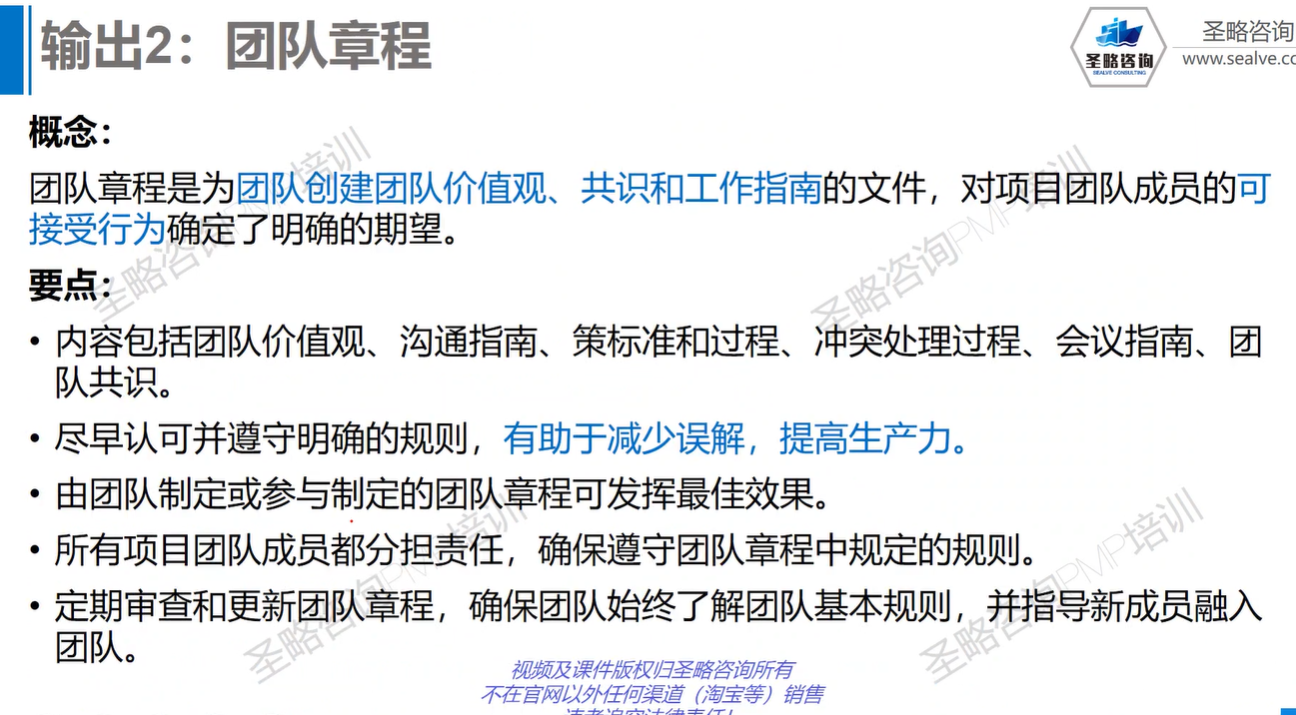 输出2：团队章程
圣略咨询
SEALVE CONSULTING
圣略咨询
www.sealve.co
概念：
团队章程是为团队创建团队价值观、共识和工作指南的文件，对项目团队成员的可
接受行为确定了明确的期望。
要点：
• 内容包括团队价值观、沟通指南、策标准和过程、冲突处理过程、会议指南、团
队共识。
• 尽早认可并遵守明确的规则，有助于减少误解，提高生产力。
• 由团队制定或参与制定的团队章程可发挥最佳效果。
• 所有项目团队成员都分担责任，确保遵守团队章程中规定的规则。
• 定期审查和更新团队章程，确保团队始终了解团队基本规则，并指导新成员融入
团队。
圣略咨询PMP培训
圣略咨询PMP培训
圣略咨询PMP培训
圣略咨询PMP培训
视频及课件版权归圣略咨询所有
不在官网以外任何渠道（淘宝等）销售